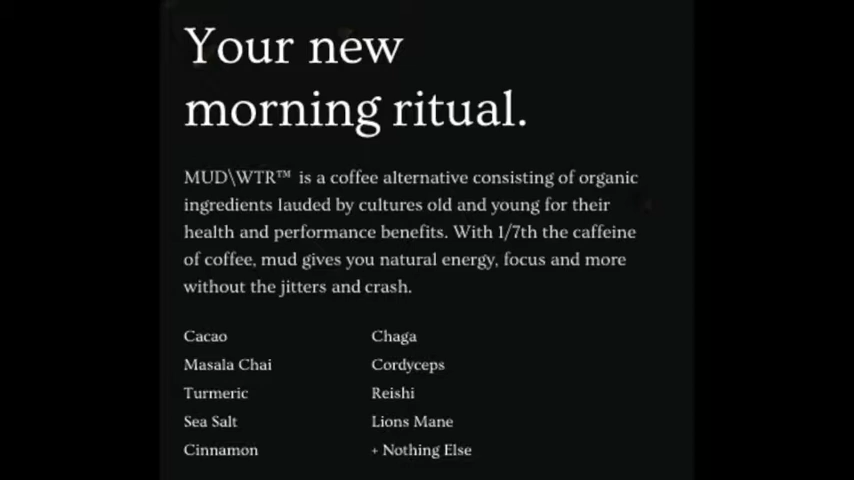 Your new
morning ritual.
MUD\WTR™ is a coffee alternative consisting of organic
ingredients lauded by cultures old and young for their
health and performance benefits. With 1/7th the caffeine
of coffee, mud gives you natural energy, focus and more
without the jitters and crash.
Cacao
Masala Chai
Turmeric
Sea Salt
Cinnamon
Chaga
Cordyceps
Reishi
Lions Mane
+ Nothing Else